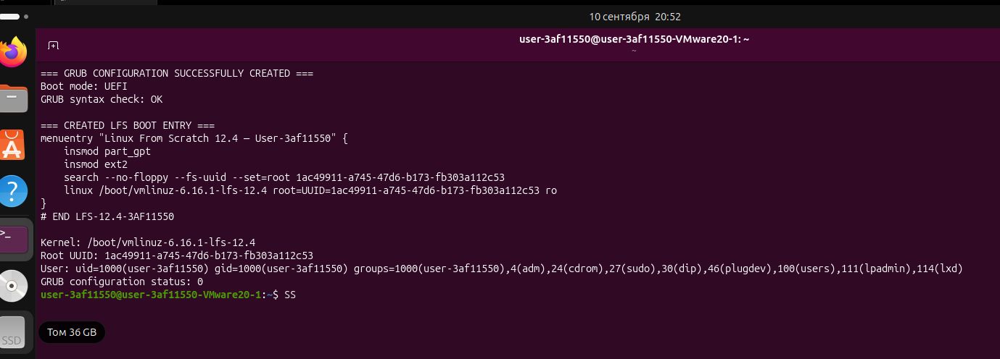 10 сентября 20:52
user-3af11550@user-3af11550-VMware20-1: ~
~
=== GRUB CONFIGURATION SUCCESSFULLY CREATED ===
Boot mode: UEFI
GRUB syntax check: OK
=== CREATED LFS BOOT ENTRY ===
menuentry "Linux From Scratch 12.4 — User-3af11550" {
    insmod part_gpt
    insmod ext2
    search --no-floppy --fs-uuid --set=root 1ac49911-a745-47d6-b173-fb303a112c53
    linux /boot/vmlinuz-6.16.1-lfs-12.4 root=UUID=1ac49911-a745-47d6-b173-fb303a112c53 ro
}
# END LFS-12.4-3AF11550
Kernel: /boot/vmlinuz-6.16.1-lfs-12.4
Root UUID: 1ac49911-a745-47d6-b173-fb303a112c53
User: uid=1000(user-3af11550) gid=1000(user-3af11550) groups=1000(user-3af11550),4(adm),24(cdrom),27(sudo),30(dip),46(plugdev),100(users),111(lpadmin),114(lxd)
GRUB configuration status: 0
user-3af11550@user-3af11550-VMware20-1:~$ SS
Том 36 GB
SSD